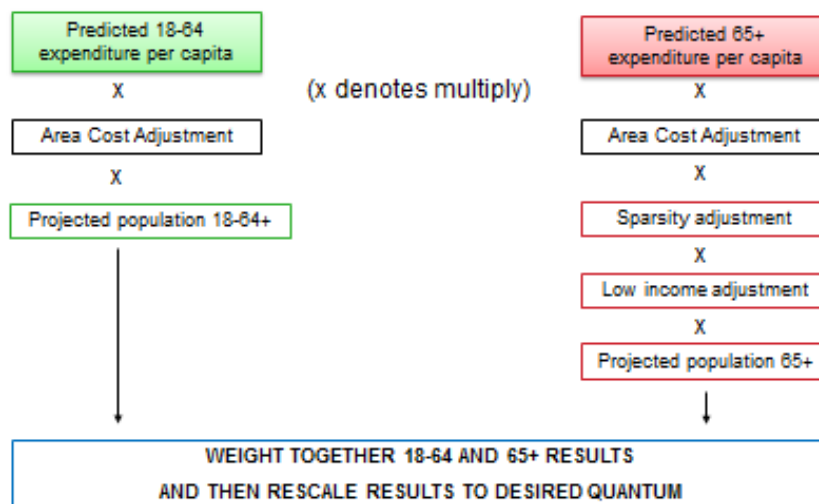 Predicted 18-64
expenditure per capita
X
Area Cost Adjustment
X
Projected population 18-64+
(x denotes multiply)
Predicted 65+
expenditure per capita
X
Area Cost Adjustment
X
Sparsity adjustment
X
Low income adjustment
X
Projected population 65+
WEIGHT TOGETHER 18-64 AND 65+ RESULTS
AND THEN RESCALE RESULTS TO DESIRED QUANTUM